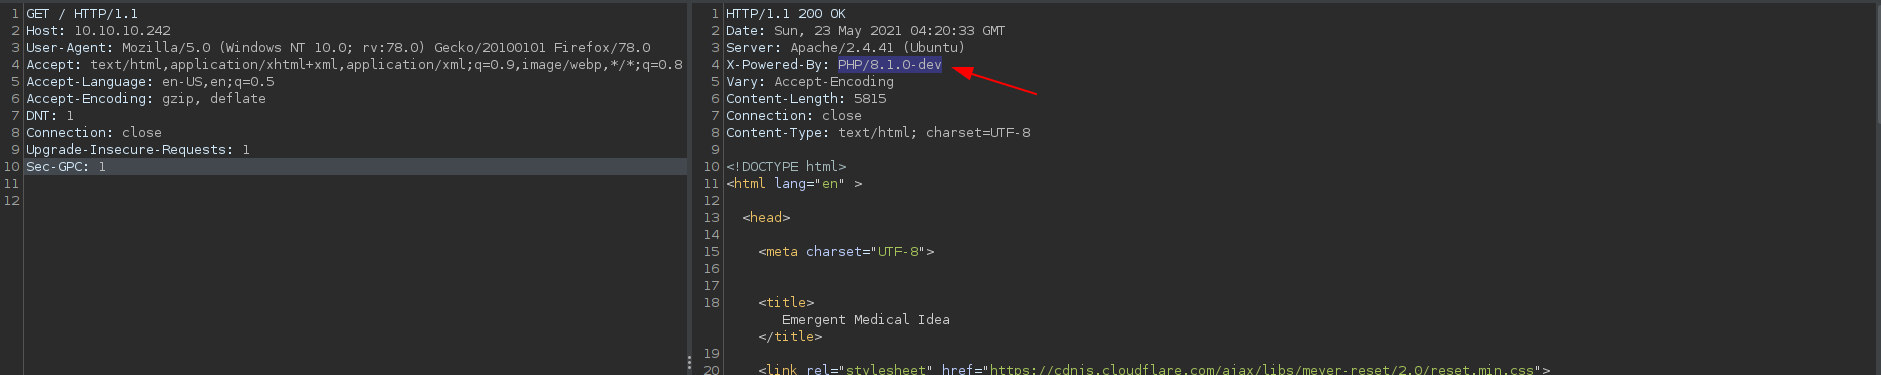 1 GET / HTTP/1.1
2 Host: 10.10.10.242
3 User-Agent: Mozilla/5.0 (Windows NT 10.0; rv:78.0) Gecko/20100101 Firefox/78.0
4 Accept: text/html,application/xhtml+xml,application/xml;q=0.9,image/webp,*/*;q=0.8
5 Accept-Language: en-US,en;q=0.5
6 Accept-Encoding: gzip, deflate
7 DNT: 1
8 Connection: close
9 Upgrade-Insecure-Requests: 1
10 Sec-GPC: 1
11
12
1 HTTP/1.1 200 OK
2 Date: Sun, 23 May 2021 04:20:33 GMT
3 Server: Apache/2.4.41 (Ubuntu)
4 X-Powered-By: PHP/8.1.0-dev
5 Vary: Accept-Encoding
6 Content-Length: 5815
7 Connection: close
8 Content-Type: text/html; charset=UTF-8
9
10 <!DOCTYPE html>
11 <html lang="en" >
12
13 <head>
14
15 <meta charset="UTF-8">
16
17
18 <title>
Emergent Medical Idea
</title>
19
20 <link rel="stylesheet" href="https://cdnjs.cloudflare.com/ajax/libs/meyer-reset/2.0/reset.min.css">